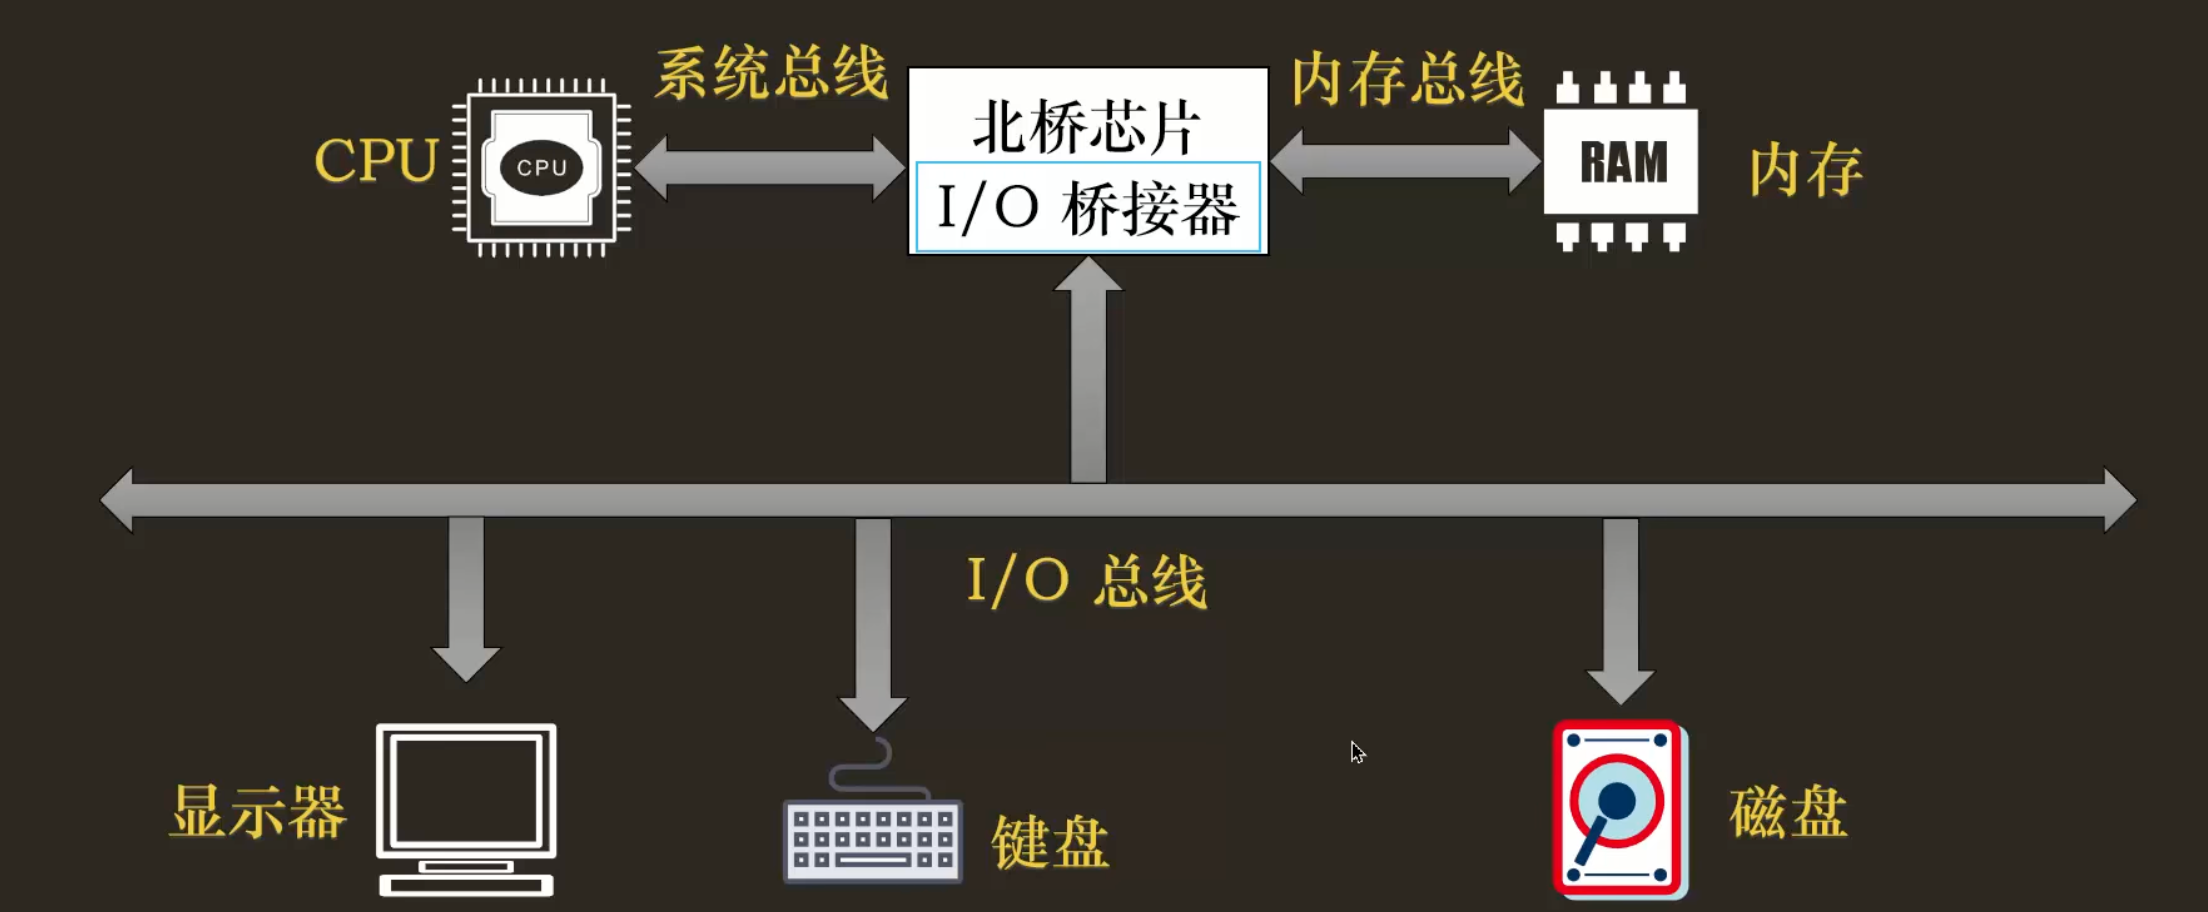 系统总线
内存总线
CPU
CPU
北桥芯片
I/O 桥接器
RAM
内存
I/O 总线
显示器
键盘
磁盘